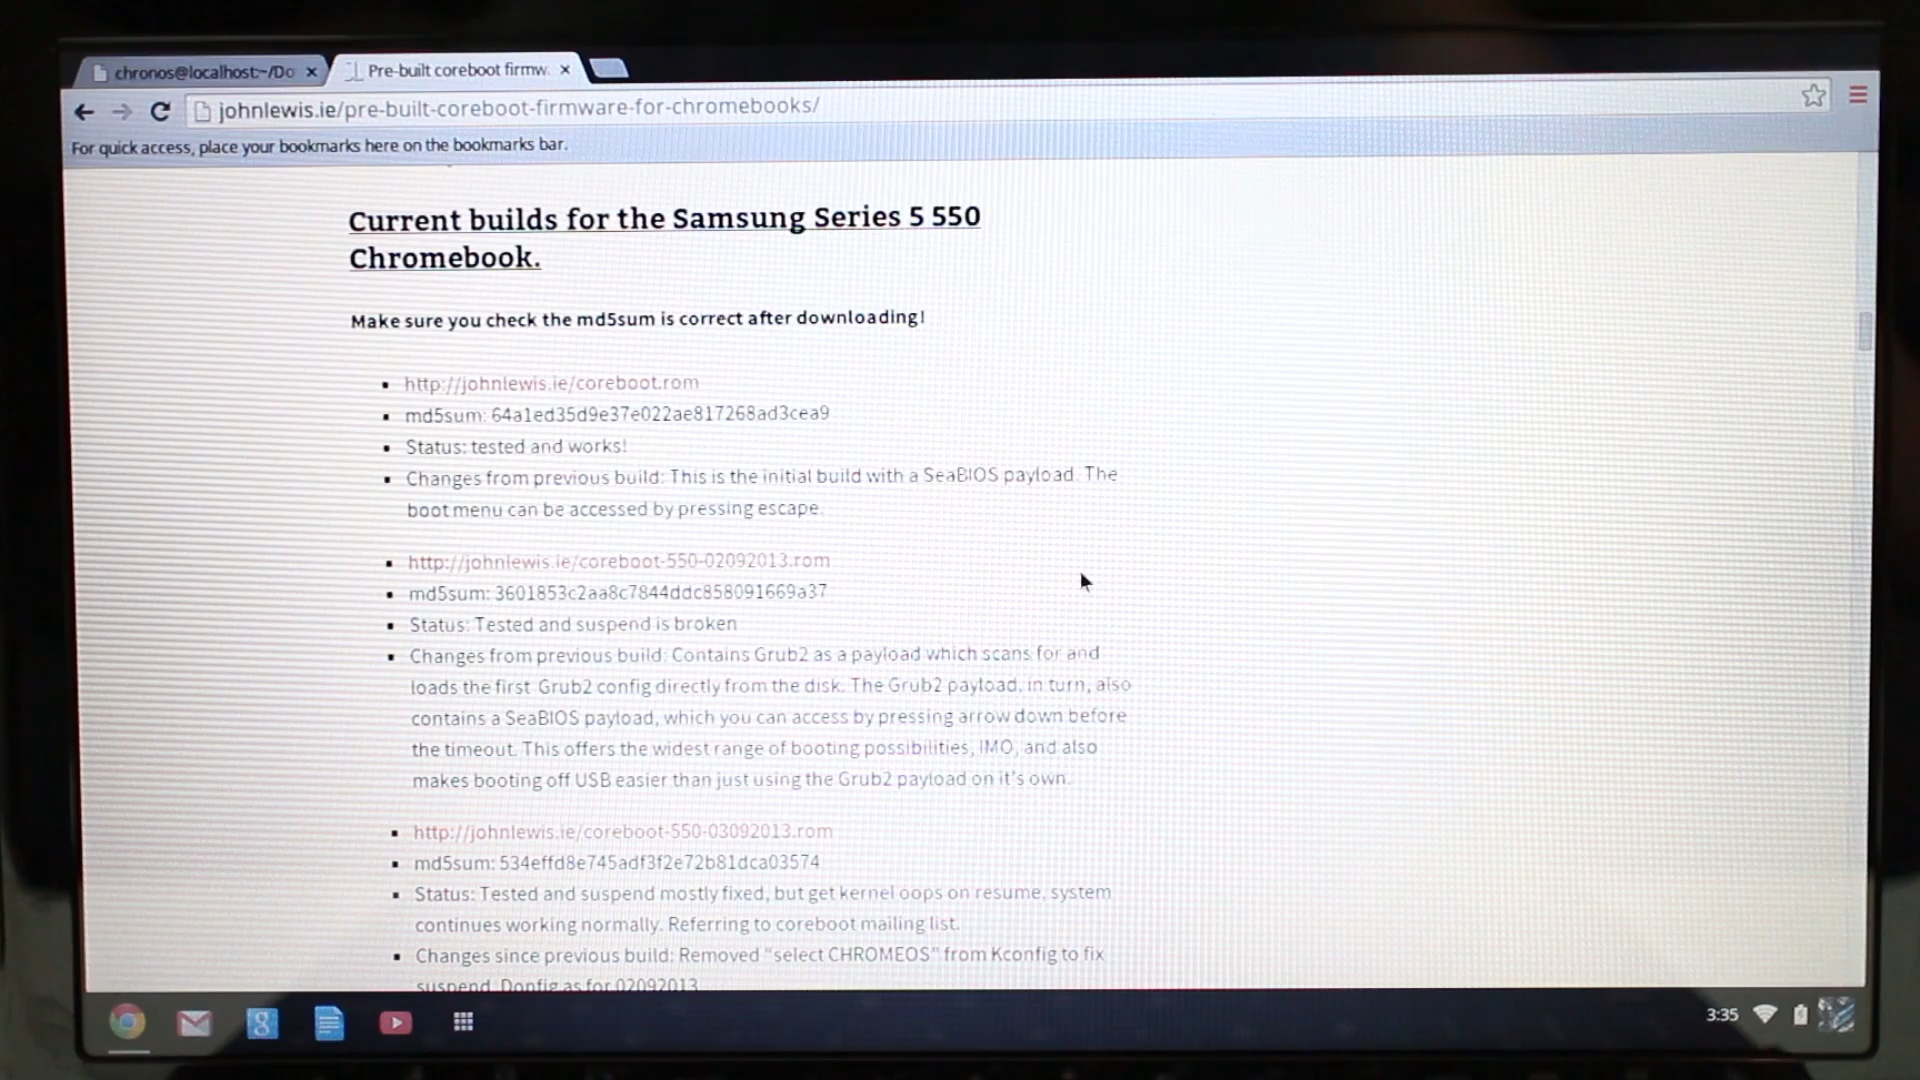 chronos@localhost:~/Do
Pre-built coreboot firmw
johnlewis.ie/pre-built-coreboot-firmware-for-chromebooks/
For quick access, place your bookmarks here on the bookmarks bar.
Current builds for the Samsung Series 5 550
Chromebook.
Make sure you check the md5sum is correct after downloading!
http://johnlewis.ie/coreboot.rom
md5sum: 64a1ed35d9e37e022ae817268ad3cea9
Status: tested and works!
Changes from previous build: This is the initial build with a SeaBIOS payload. The
boot menu can be accessed by pressing escape.
http://johnlewis.ie/coreboot-550-02092013.rom
md5sum: 3601853c2aa8c7844ddc858091669a37
Status: Tested and suspend is broken
Changes from previous build: Contains Grub2 as a payload which scans for and
loads the first Grub2 config directly from the disk. The Grub2 payload, in turn, also
contains a SeaBIOS payload, which you can access by pressing arrow down before
the timeout. This offers the widest range of booting possibilities, IMO, and also
makes booting off USB easier than just using the Grub2 payload on it's own.
http://johnlewis.ie/coreboot-550-03092013.rom
md5sum: 534effd8e745adf3f2e72b81dca03574
Status: Tested and suspend mostly fixed, but get kernel oops on resume, system
continues working normally. Referring to coreboot mailing list.
Changes since previous build: Removed "select CHROMEOS" from Kconfig to fix
suspend. Donfig as for 02092013
3:35